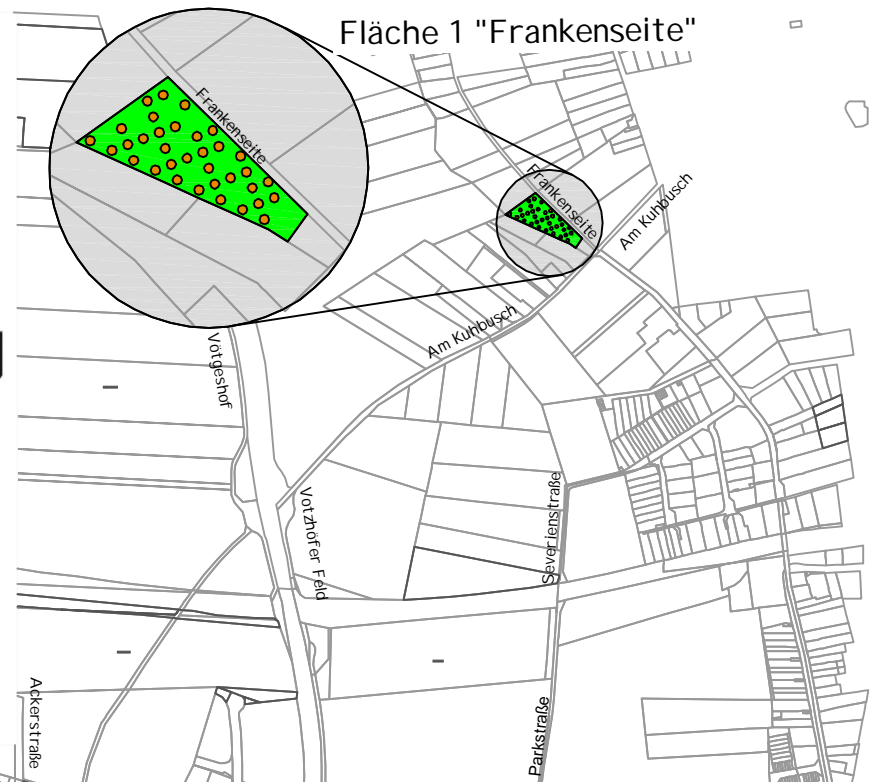 Fläche 1 "Frankenseite"
Frankenseite
Frankenseite
Am Kuhbusch
Am Kuhbusch
Vötgeshof
Votzhöfer Feld
Severienstraße
Ackerstraße
Parkstraße